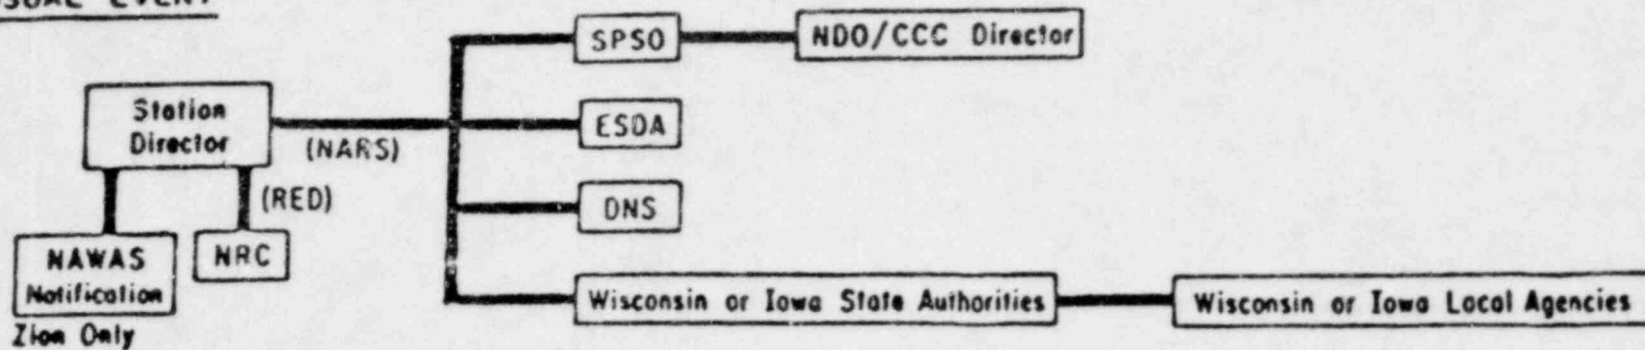 EVENT
SPSO
NDO/CCC Director
Station
Director
(NARS)
ESDA
(RED)
DNS
NAWAS
Notification
NRC
Zion Only
Wisconsin or Iowa State Authorities
Wisconsin or Iowa Local Agencies